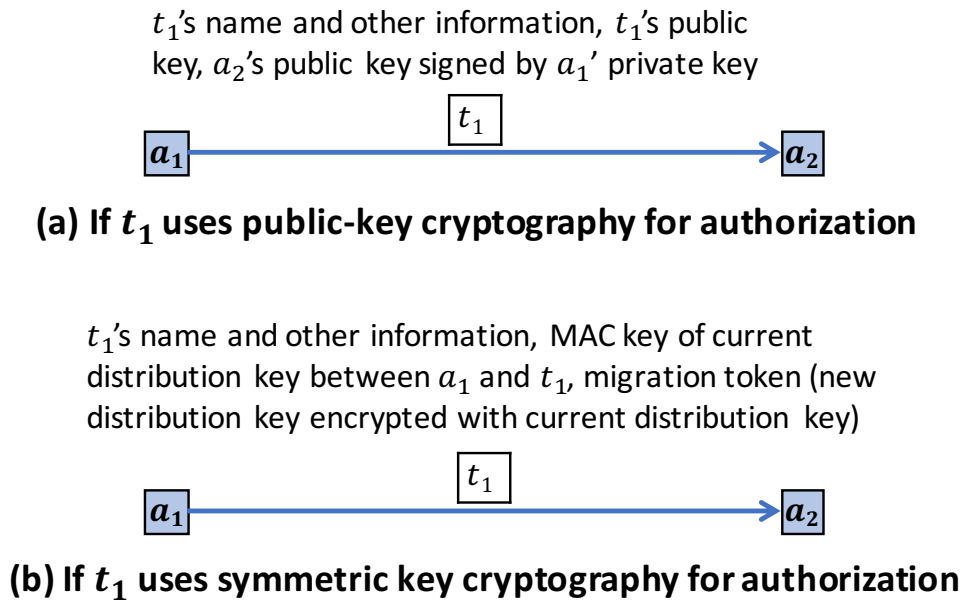 t₁'s name and other information, t₁'s public
key, a₂'s public key signed by a₁' private key
t₁
a₁
a₂
(a) If t₁ uses public-key cryptography for authorization
t₁'s name and other information, MAC key of current
distribution key between a₁ and t₁, migration token (new
distribution key encrypted with current distribution key)
t₁
a₁
a₂
(b) If t₁ uses symmetric key cryptography for authorization